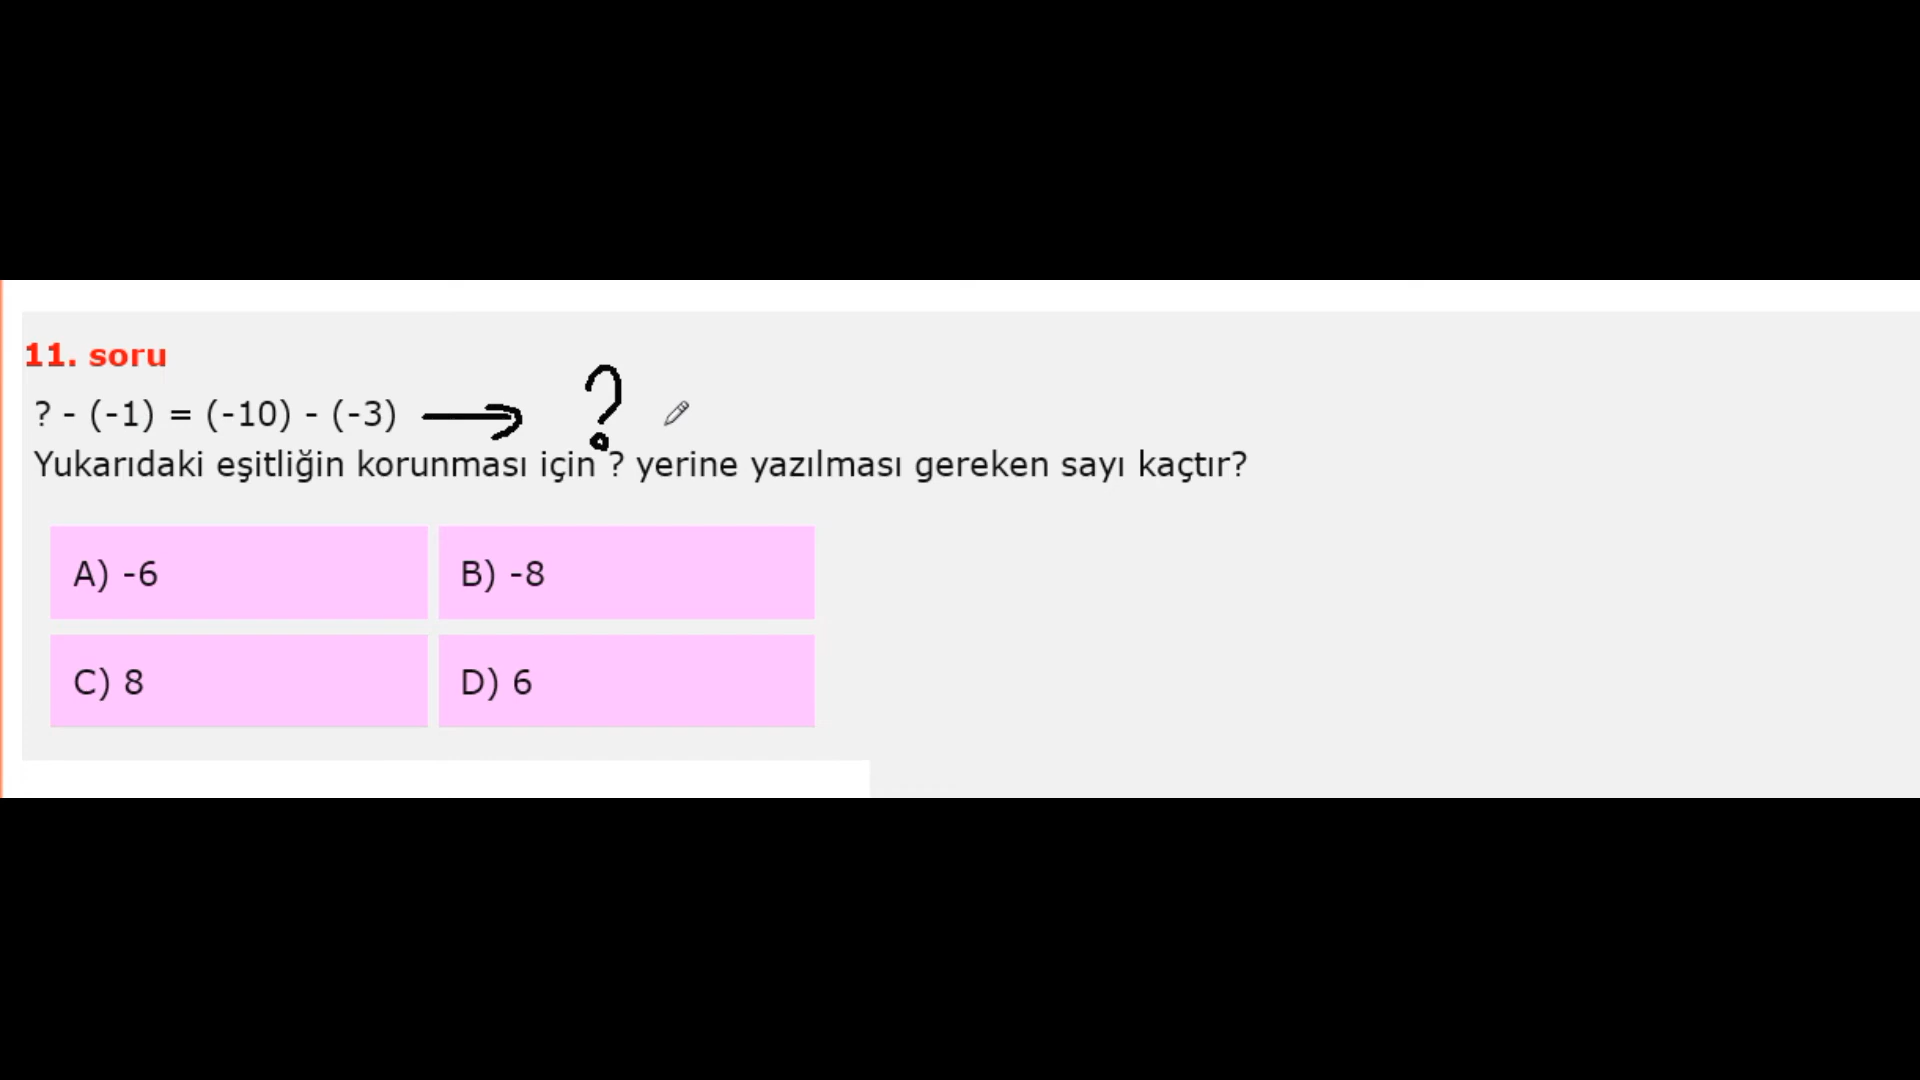 11. soru
? - (-1) = (-10) - (-3) → ?
Yukarıdaki eşitliğin korunması için ? yerine yazılması gereken sayı kaçtır?
A) -6 B) -8
C) 8 D) 6